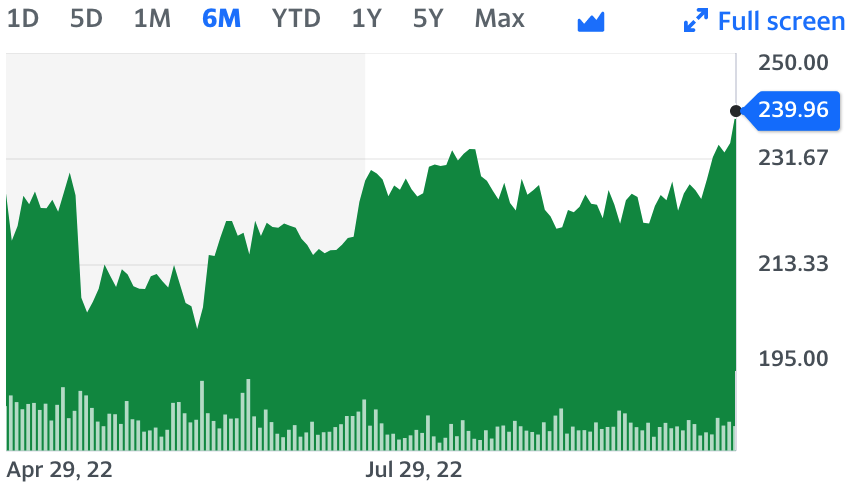 1D 5D 1M 6M YTD 1Y 5Y Max Full screen
250.00
239.96
231.67
213.33
195.00
Apr 29, 22 Jul 29, 22